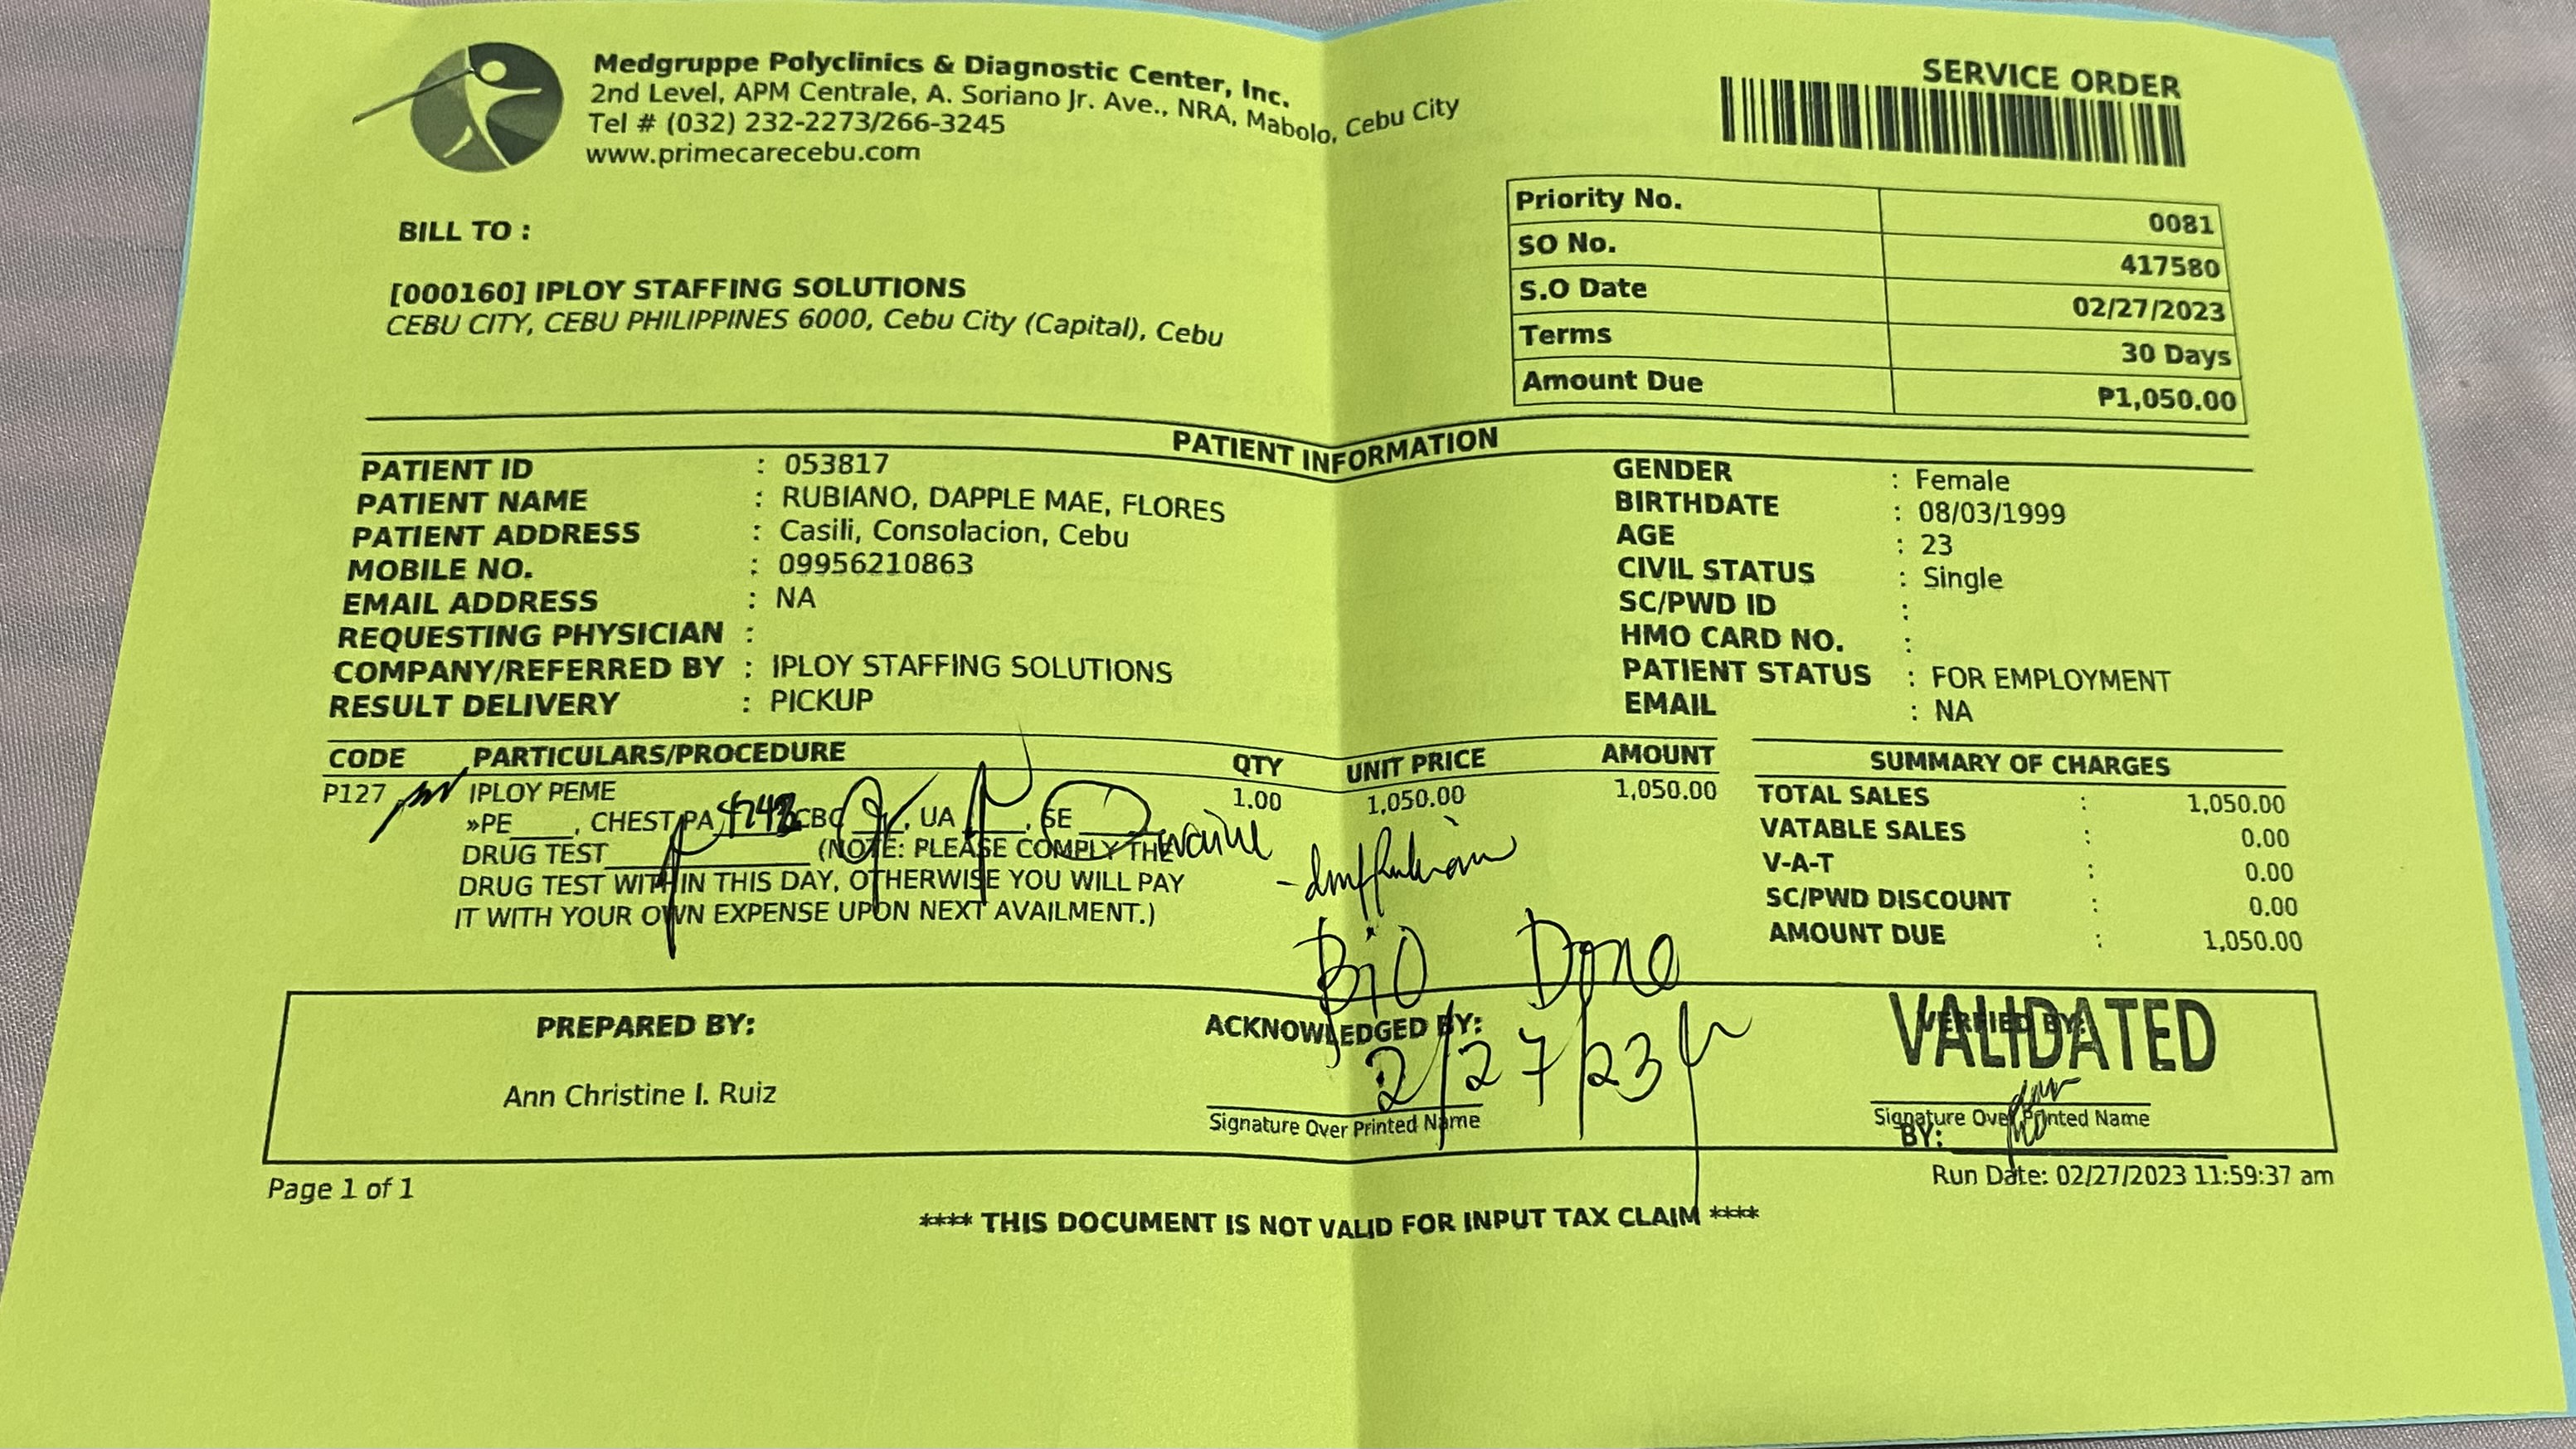 Medgruppe Polyclinics & Diagnostic Center, Inc.
2nd Level, APM Centrale, A. Soriano Jr. Ave., NRA, Mabolo, Cebu City
Tel # (032) 232-2273/266-3245
www.primecarecebu.com
SERVICE ORDER
Priority No. 0081
SO No. 417580
S.O Date 02/27/2023
Terms 30 Days
Amount Due ₱1,050.00
BILL TO :
[000160] IPLOY STAFFING SOLUTIONS
CEBU CITY, CEBU PHILIPPINES 6000, Cebu City (Capital), Cebu
PATIENT INFORMATION
PATIENT ID : 053817
PATIENT NAME : RUBIANO, DAPPLE MAE, FLORES
PATIENT ADDRESS : Casili, Consolacion, Cebu
MOBILE NO. : 09956210863
EMAIL ADDRESS : NA
REQUESTING PHYSICIAN :
COMPANY/REFERRED BY : IPLOY STAFFING SOLUTIONS
RESULT DELIVERY : PICKUP
GENDER : Female
BIRTHDATE : 08/03/1999
AGE : 23
CIVIL STATUS : Single
SC/PWD ID :
HMO CARD NO. :
PATIENT STATUS : FOR EMPLOYMENT
EMAIL : NA
CODE PARTICULARS/PROCEDURE QTY UNIT PRICE AMOUNT
P127 IPLOY PEME 1.00 1,050.00 1,050.00
»PE____, CHEST PA CBC , UA ____, SE ____
DRUG TEST____________ (NOTE: PLEASE COMPLY THE
DRUG TEST WITHIN THIS DAY, OTHERWISE YOU WILL PAY
IT WITH YOUR OWN EXPENSE UPON NEXT AVAILMENT.)
waive
SUMMARY OF CHARGES
TOTAL SALES : 1,050.00
VATABLE SALES : 0.00
V-A-T : 0.00
SC/PWD DISCOUNT : 0.00
AMOUNT DUE : 1,050.00
BiO Done
2/27/23
PREPARED BY:
Ann Christine I. Ruiz
ACKNOWLEDGED BY:
Signature Over Printed Name
VERIFIED BY:
VALIDATED
Signature Over Printed Name
BY:
Page 1 of 1
Run Date: 02/27/2023 11:59:37 am
**** THIS DOCUMENT IS NOT VALID FOR INPUT TAX CLAIM ****